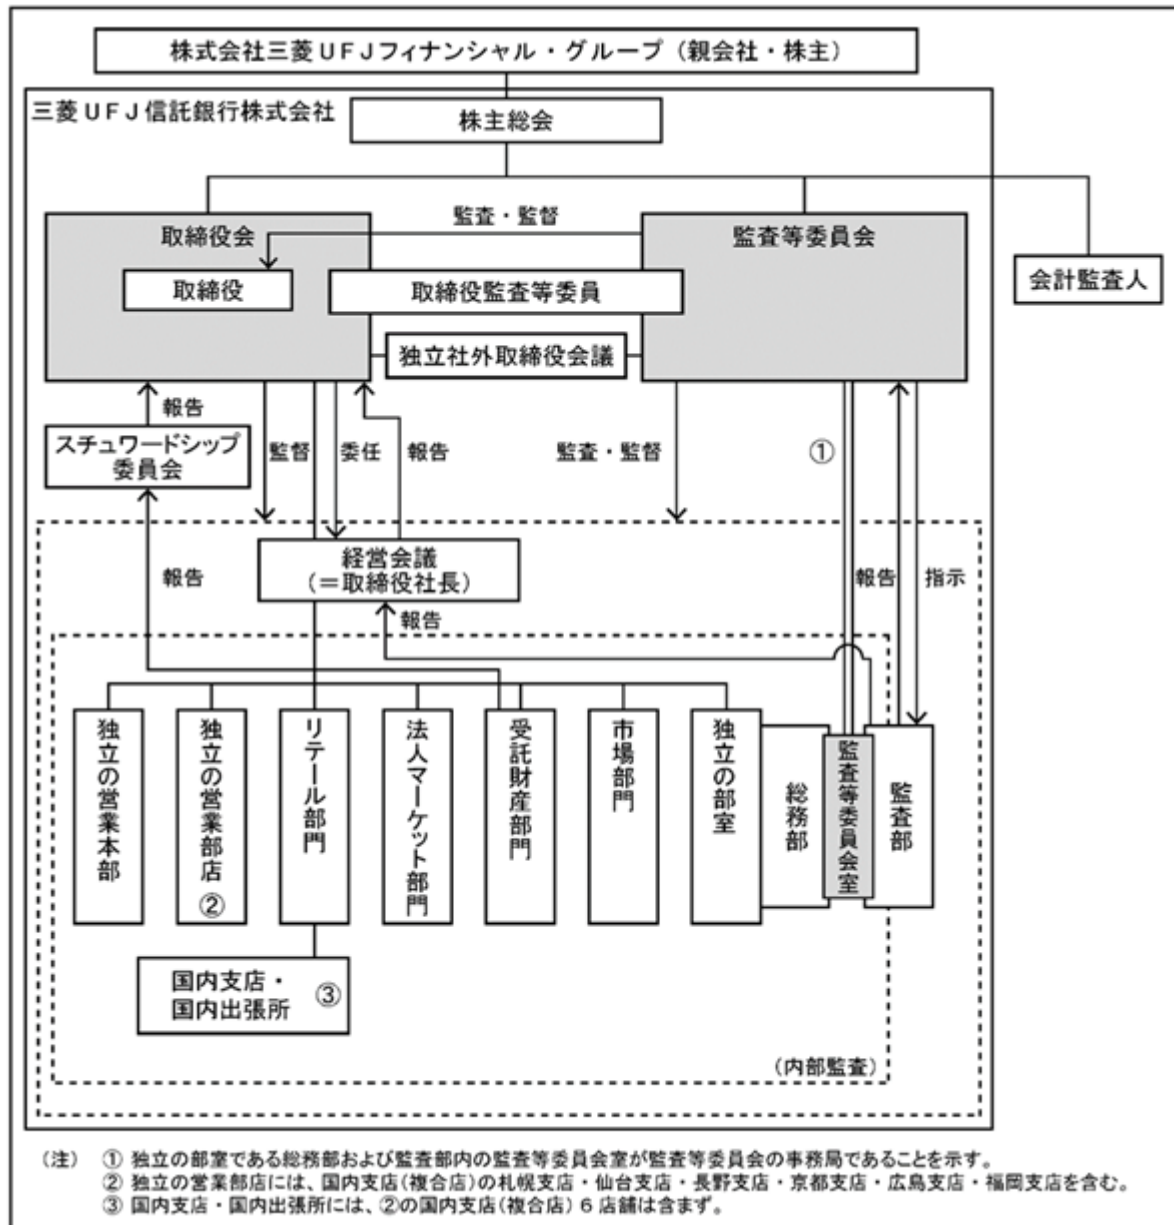 株式会社三菱UFJフィナンシャル・グループ（親会社・株主）
三菱UFJ信託銀行株式会社
株主総会
取締役会
監査・監督
監査等委員会
取締役
取締役監査等委員
会計監査人
独立社外取締役会議
報告
スチュワードシップ
委員会
監督
委任
報告
監査・監督
①
報告
経営会議
（＝取締役社長）
報告
報告
指示
独立の営業本部
独立の営業部店
②
リテール部門
法人マーケット部門
受託財産部門
市場部門
独立の部室
総務部
監査等委員会室
監査部
国内支店・
国内出張所
③
（内部監査）
（注） ① 独立の部室である総務部および監査部内の監査等委員会室が監査等委員会の事務局であることを示す。
② 独立の営業部店には、国内支店（複合店）の札幌支店・仙台支店・長野支店・京都支店・広島支店・福岡支店を含む。
③ 国内支店・国内出張所には、②の国内支店（複合店）６店舗は含まず。